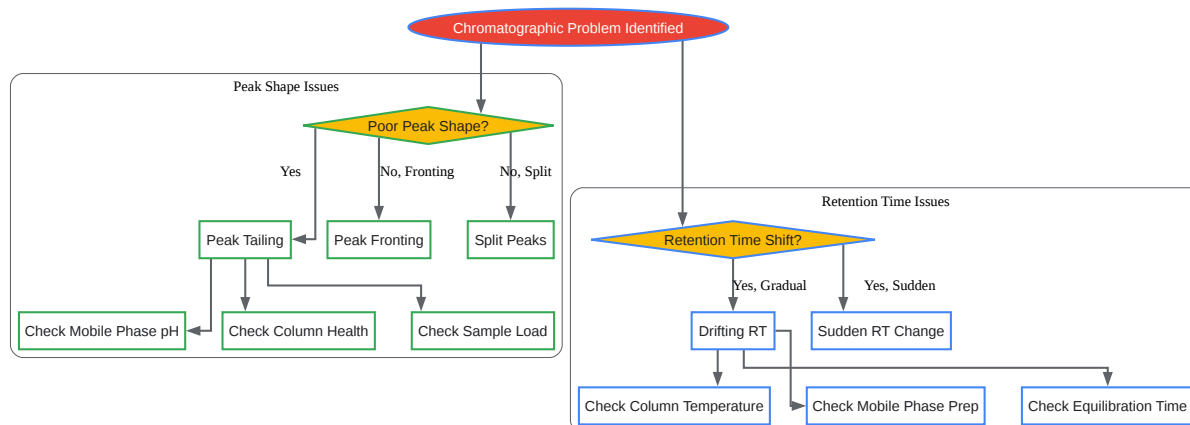 Chromatographic Problem Identified
Peak Shape Issues
Poor Peak Shape?
Yes
No, Fronting
No, Split
Retention Time Issues
Peak Tailing
Peak Fronting
Split Peaks
Retention Time Shift?
Yes, Gradual
Yes, Sudden
Check Mobile Phase pH
Check Column Health
Check Sample Load
Drifting RT
Sudden RT Change
Check Column Temperature
Check Mobile Phase Prep
Check Equilibration Time